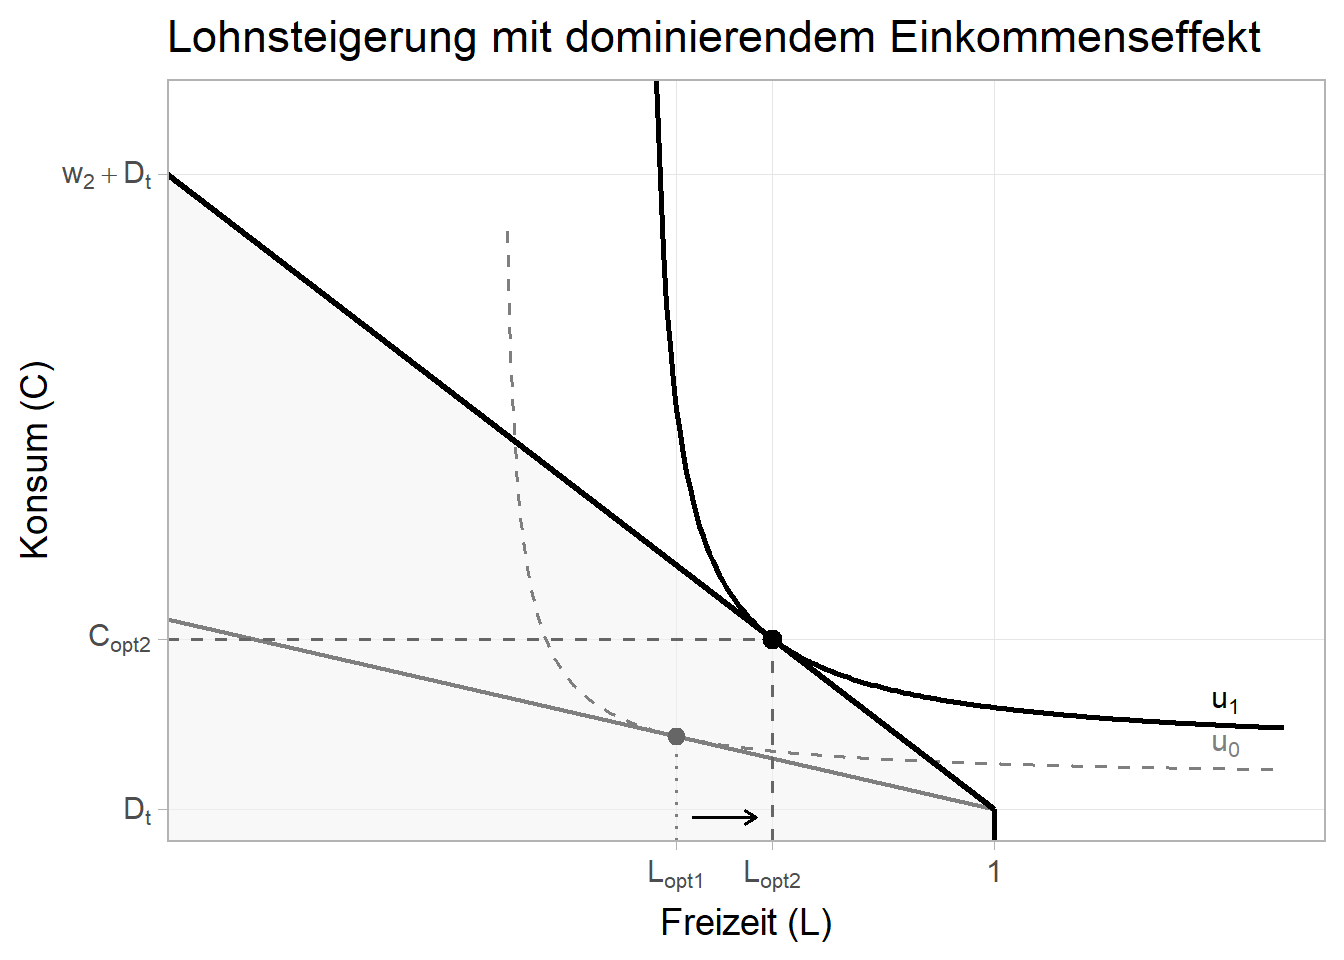 Lohnsteigerung mit dominierendem Einkommenseffekt
w₂ + Dₜ
Konsum (C)
Cₒₚₜ₂
u₁
u₀
Dₜ
Lₒₚₜ₁ Lₒₚₜ₂ 1
Freizeit (L)